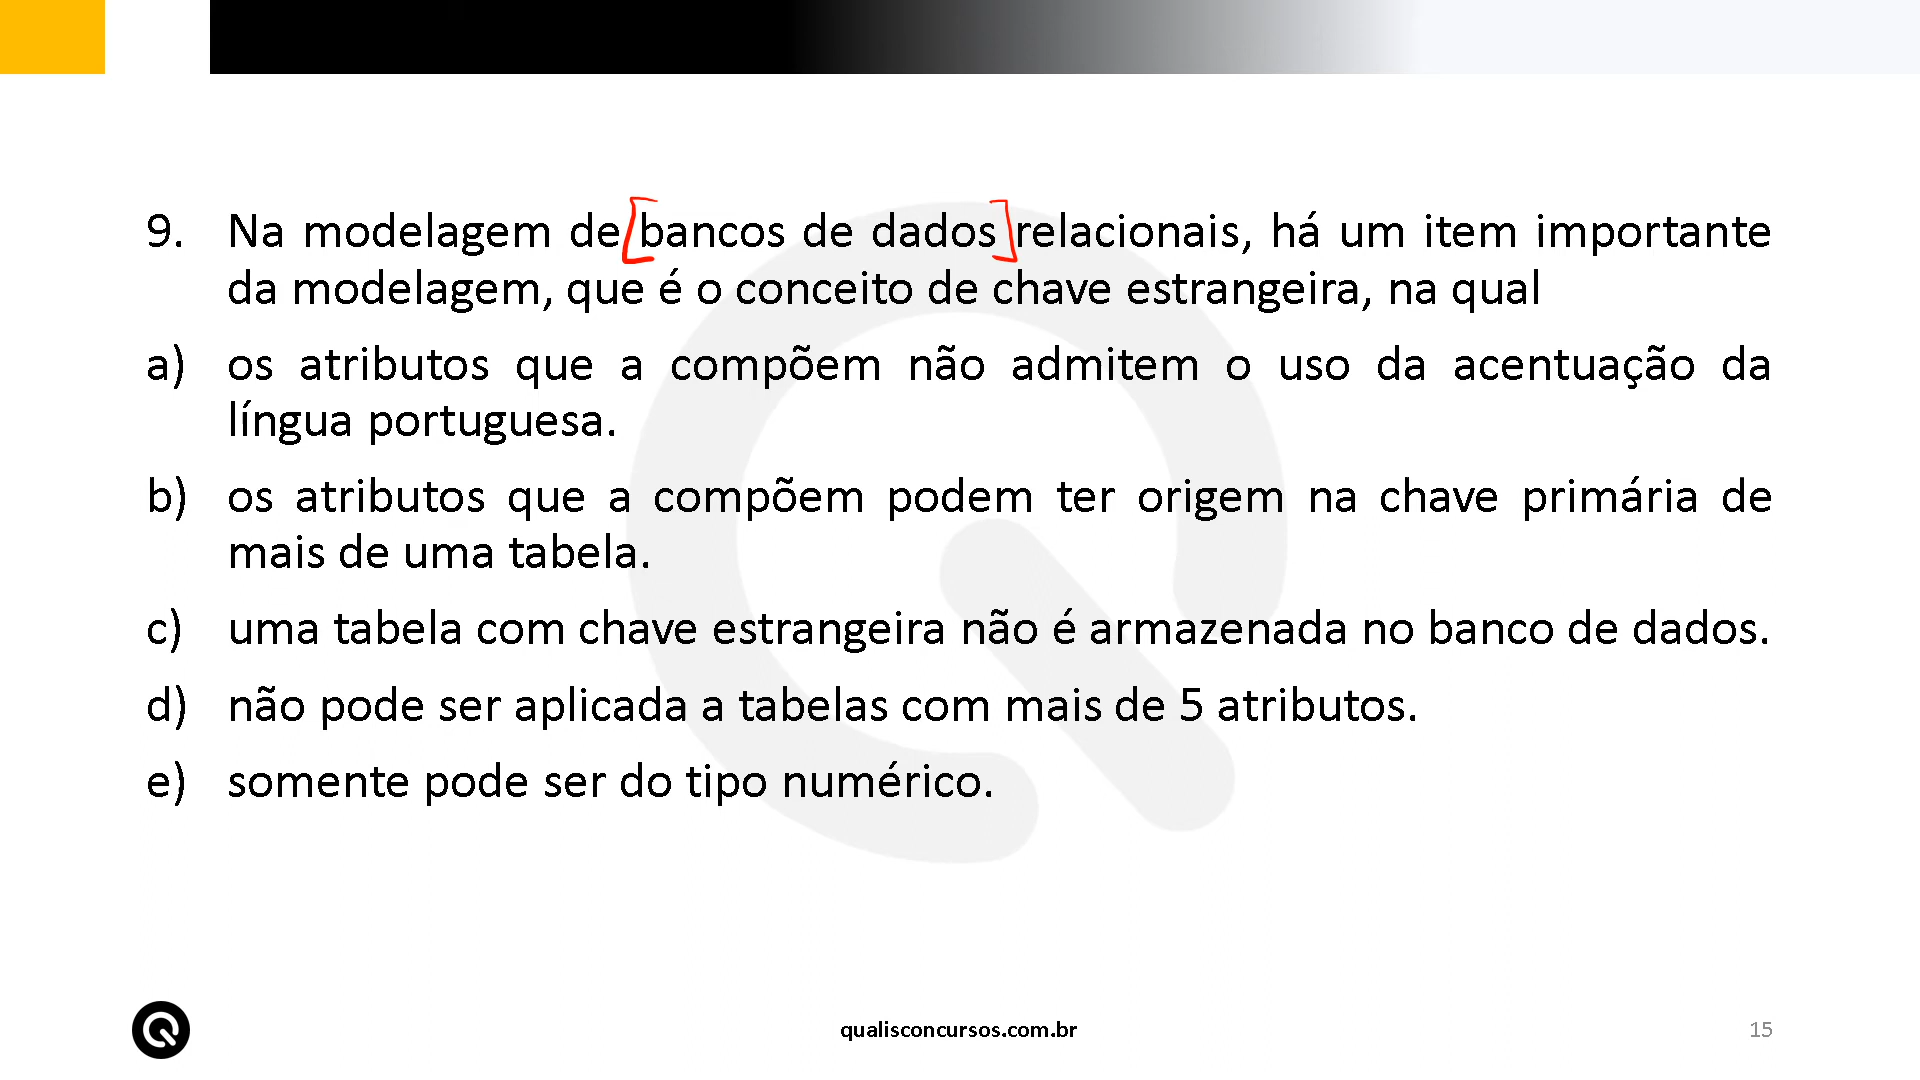 9. Na modelagem de bancos de dados relacionais, há um item importante
da modelagem, que é o conceito de chave estrangeira, na qual
a) os atributos que a compõem não admitem o uso da acentuação da
língua portuguesa.
b) os atributos que a compõem podem ter origem na chave primária de
mais de uma tabela.
c) uma tabela com chave estrangeira não é armazenada no banco de dados.
d) não pode ser aplicada a tabelas com mais de 5 atributos.
e) somente pode ser do tipo numérico.
qualisconcursos.com.br
15